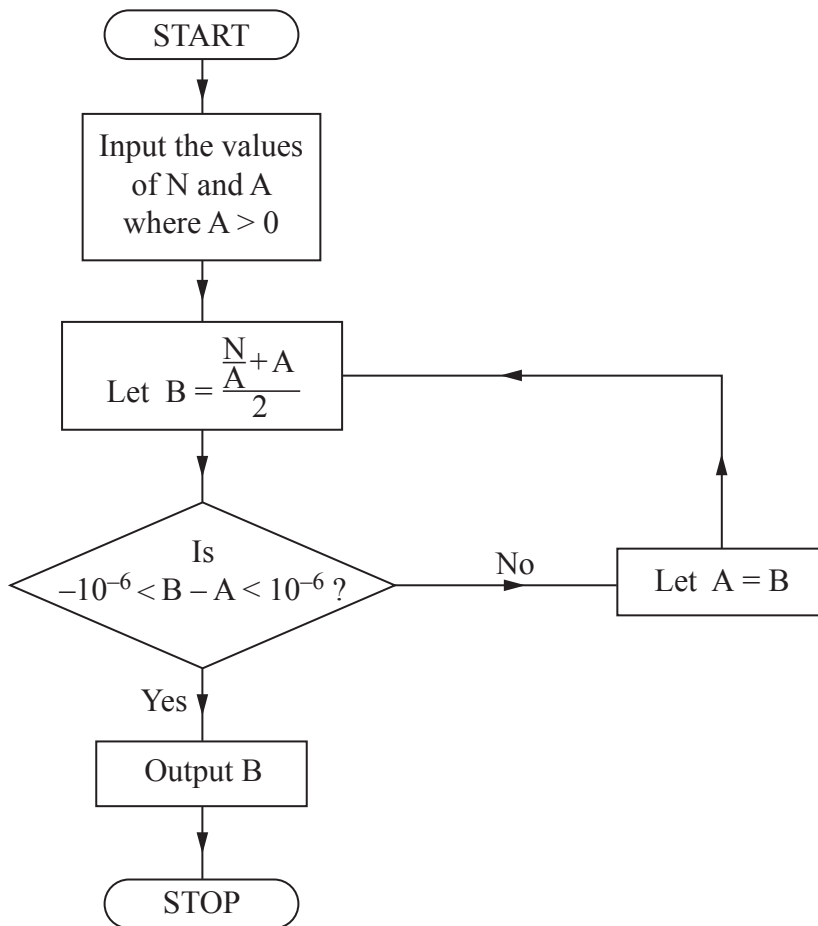 START
Input the values
of N and A
where A > 0
Let B = (N/A + A)/2
Is
–10⁻⁶ < B – A < 10⁻⁶ ?
No
Let A = B
Yes
Output B
STOP